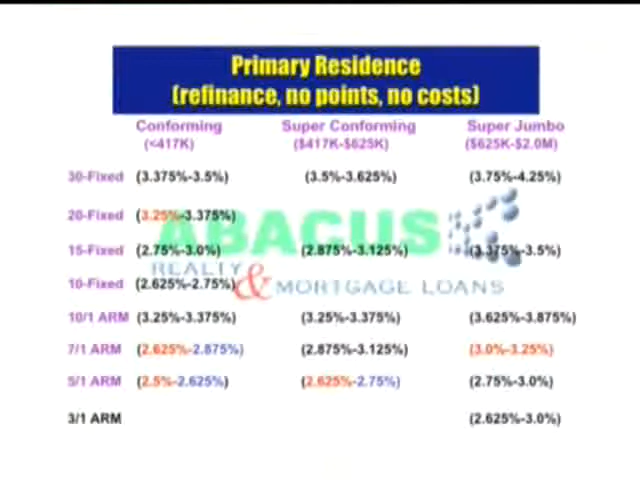 Primary Residence
(refinance, no points, no costs)
Conforming Super Conforming Super Jumbo
(<417K) ($417K-$625K) ($625K-$2.0M)
30-Fixed (3.375%-3.5%) (3.5%-3.625%) (3.75%-4.25%)
20-Fixed (3.25%-3.375%)
ABACUS
15-Fixed (2.75%-3.0%) (2.875%-3.125%) (3.375%-3.5%)
REALTY
10-Fixed (2.625%-2.75%)
& MORTGAGE LOANS
10/1 ARM (3.25%-3.375%) (3.25%-3.375%) (3.625%-3.875%)
7/1 ARM (2.625%-2.875%) (2.875%-3.125%) (3.0%-3.25%)
5/1 ARM (2.5%-2.625%) (2.625%-2.75%) (2.75%-3.0%)
3/1 ARM (2.625%-3.0%)